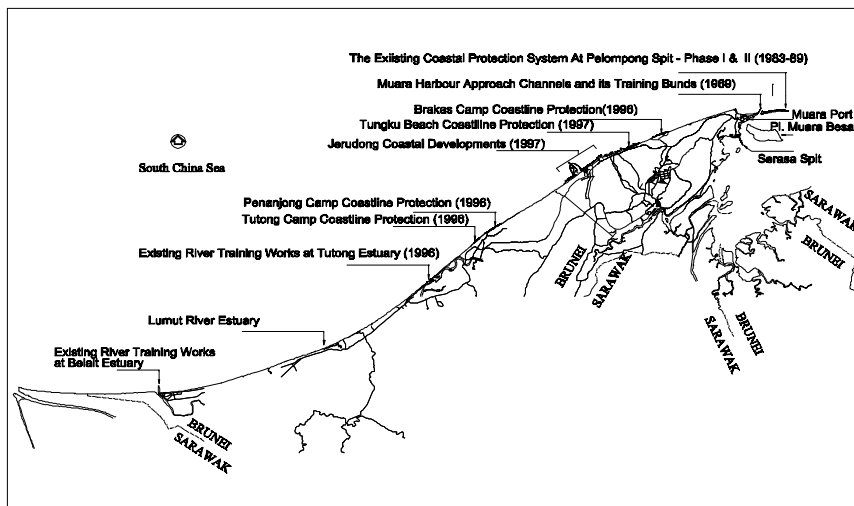 The Exiisting Coastal Protection System At Pelompong Spit - Phase I & II (1983-89)
Muara Harbour Approach Channels and its Training Bunds (1969)
Brakas Camp Coastline Protection(1996)
Muara Port
Tungku Beach Coastiline Protection (1997)
Pl. Muara Besa
Jerudong Coastal Developments (1997)
Serasa Spit
South China Sea
Penanjong Camp Coastline Protection (1996)
Tutong Camp Coastline Protection (1996)
Existing River Training Works at Tutong Estuary (1996)
SARAWAK
BRUNEI
BRUNEI
SARAWAK
BRUNEI
SARAWAK
Lumut River Estuary
Existing River Training Works
at Belait Estuary
BRUNEI
SARAWAK